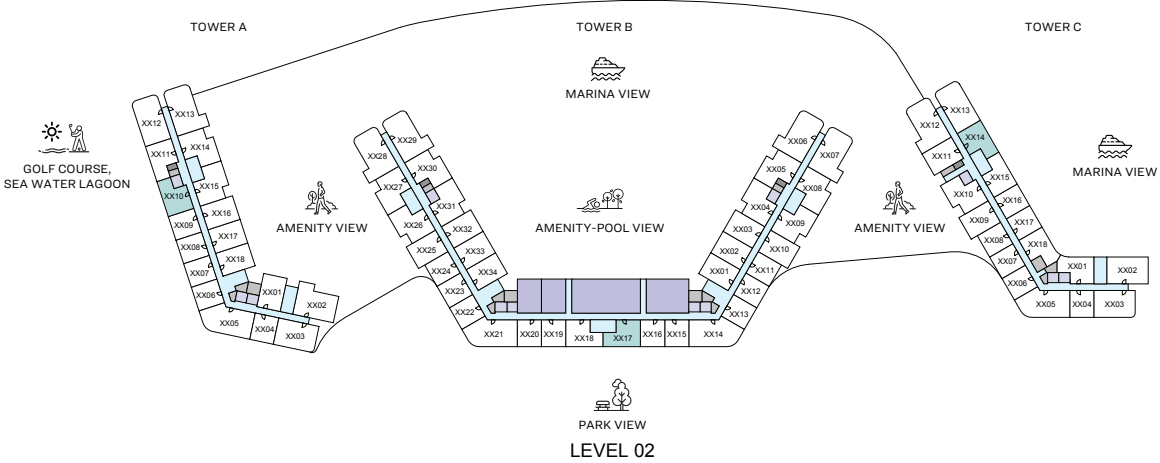 TOWER A
TOWER B
TOWER C
MARINA VIEW
GOLF COURSE,
SEA WATER LAGOON
MARINA VIEW
AMENITY VIEW
AMENITY-POOL VIEW
AMENITY VIEW
PARK VIEW
LEVEL 02
XX12
XX13
XX11
XX14
XX10
XX15
XX09
XX16
XX08
XX17
XX07
XX18
XX06
XX01
XX02
XX05
XX04
XX03
XX28
XX29
XX27
XX30
XX31
XX26
XX32
XX25
XX33
XX24
XX34
XX23
XX22
XX21
XX20
XX19
XX18
XX17
XX16
XX15
XX14
XX13
XX12
XX01
XX11
XX02
XX10
XX03
XX09
XX04
XX08
XX05
XX07
XX06
XX12
XX13
XX11
XX14
XX10
XX15
XX09
XX16
XX08
XX17
XX07
XX18
XX06
XX01
XX02
XX05
XX04
XX03